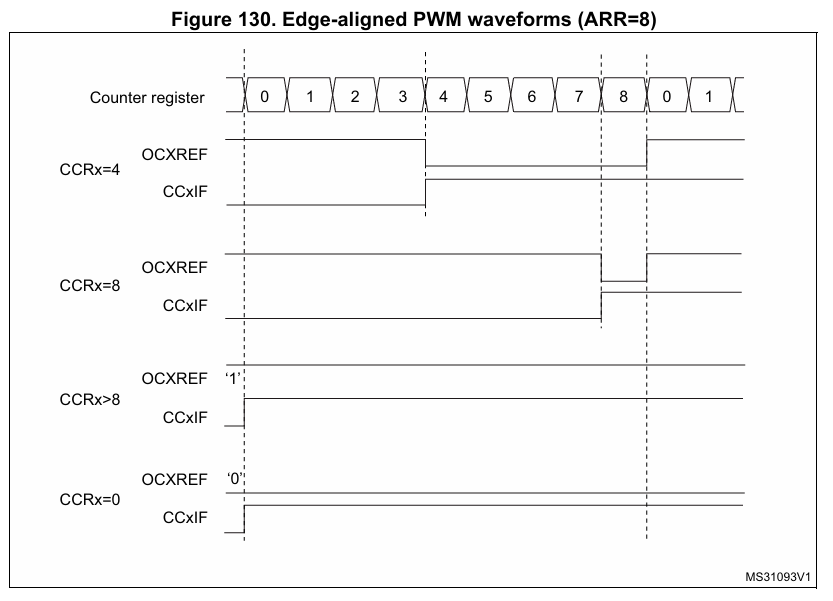 Figure 130. Edge-aligned PWM waveforms (ARR=8)
Counter register 0 1 2 3 4 5 6 7 8 0 1
OCXREF
CCRx=4
CCxIF
OCXREF
CCRx=8
CCxIF
OCXREF '1'
CCRx>8
CCxIF
OCXREF '0'
CCRx=0
CCxIF
MS31093V1